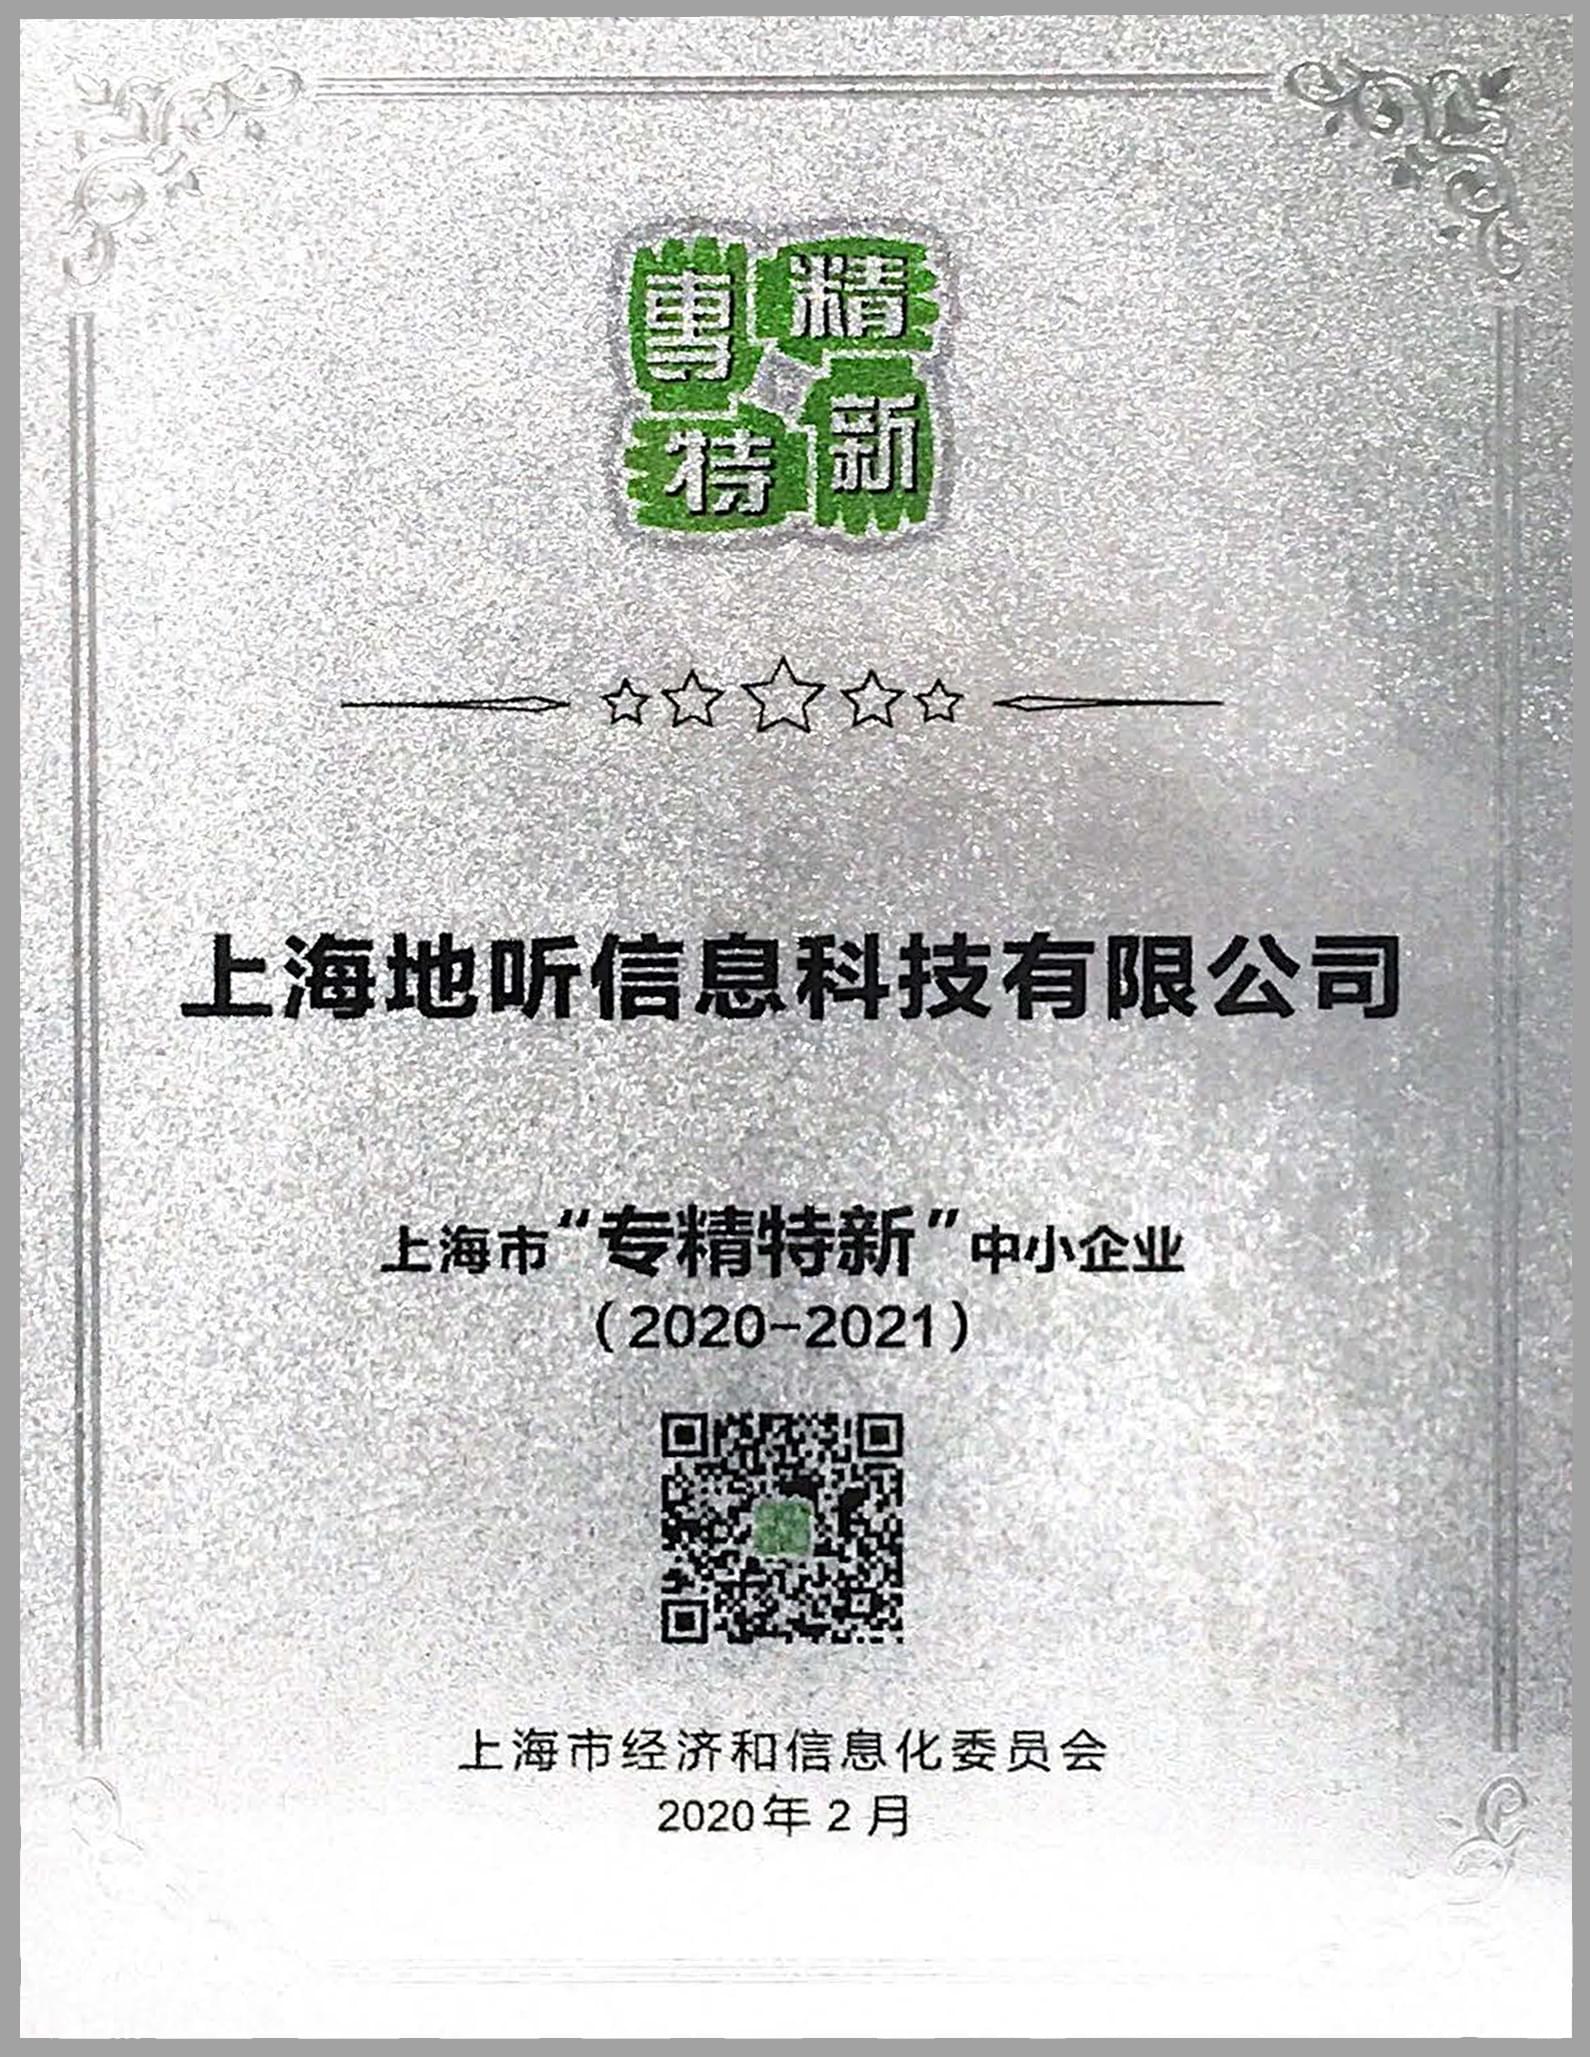 專精
特新
上海地听信息科技有限公司
上海市“专精特新”中小企业
（2020-2021）
上海市经济和信息化委员会
2020年2月